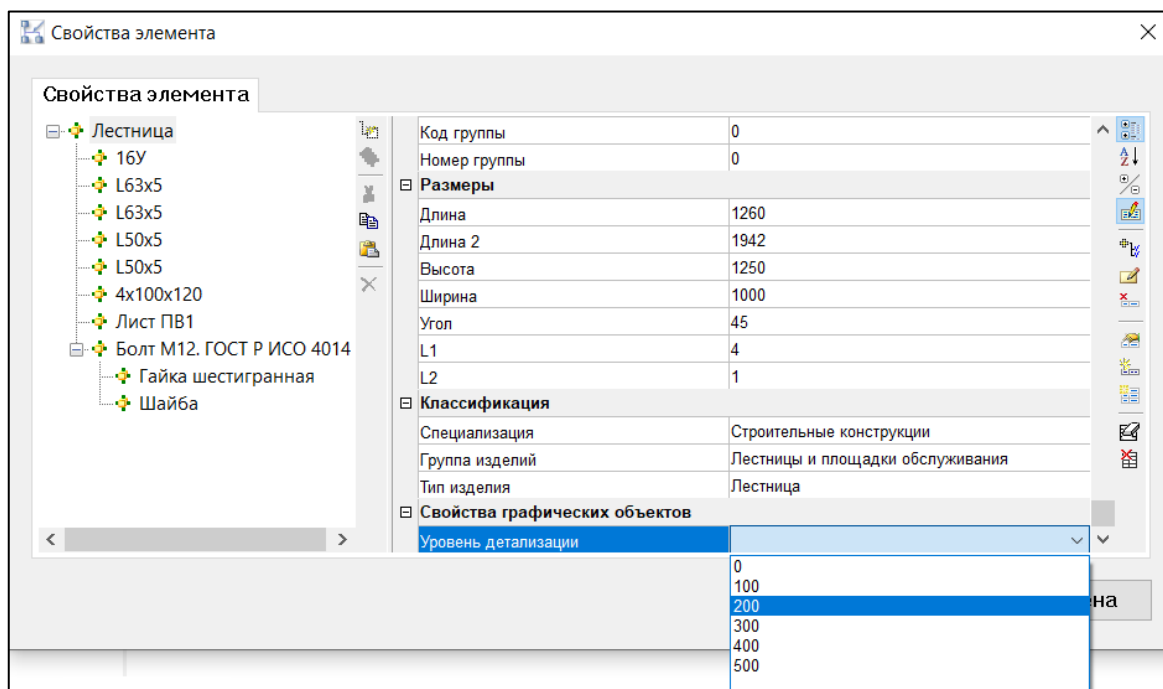 Свойства элемента
Свойства элемента
Лестница
16У
L63x5
L63x5
L50x5
L50x5
4x100x120
Лист ПВ1
Болт М12. ГОСТ Р ИСО 4014
Гайка шестигранная
Шайба
Код группы 0
Номер группы 0
Размеры
Длина 1260
Длина 2 1942
Высота 1250
Ширина 1000
Угол 45
L1 4
L2 1
Классификация
Специализация Строительные конструкции
Группа изделий Лестницы и площадки обслуживания
Тип изделия Лестница
Свойства графических объектов
Уровень детализации
0
100
200
300
400
500
на